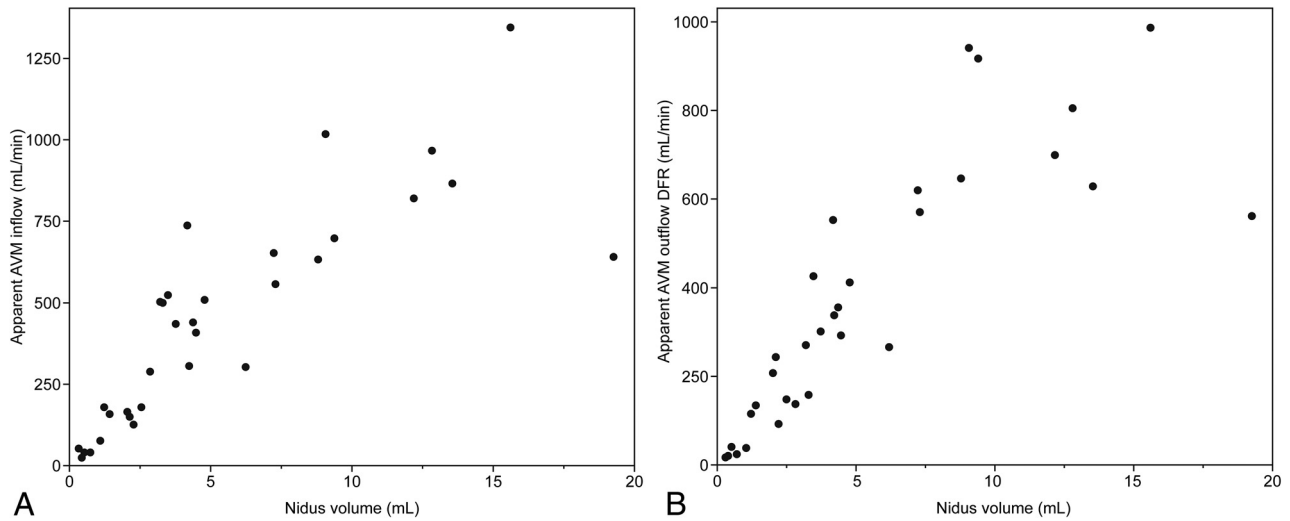 1250
1000
750
500
250
0
Apparent AVM inflow (mL/min)
0 5 10 15 20
Nidus volume (mL)
A
1000
800
600
400
250
0
Apparent AVM outflow DFR (mL/min)
0 5 10 15 20
Nidus volume (mL)
B